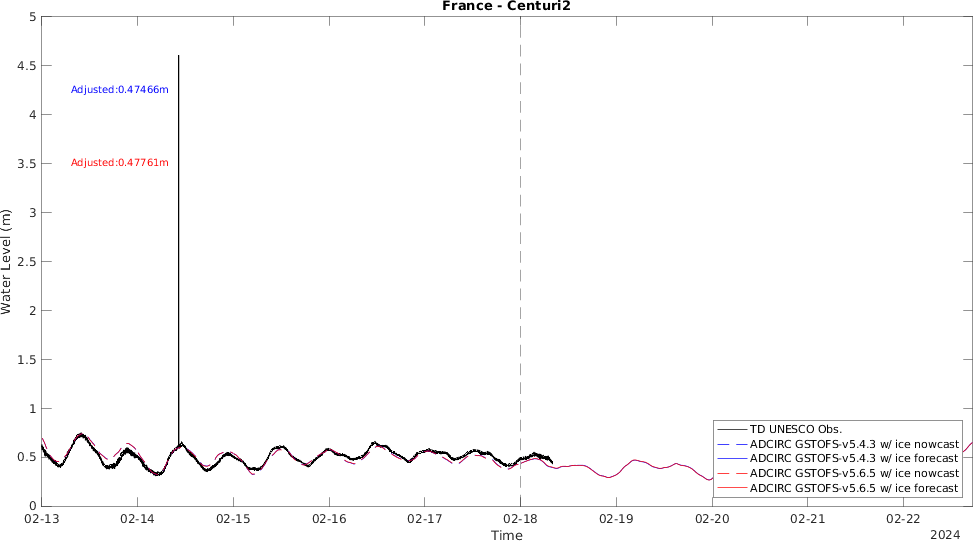 France - Centuri2
5
4.5
4
3.5
3
2.5
2
1.5
1
0.5
0
Water Level (m)
Adjusted:0.47466m
Adjusted:0.47761m
TD UNESCO Obs.
ADCIRC GSTOFS-v5.4.3 w/ ice nowcast
ADCIRC GSTOFS-v5.4.3 w/ ice forecast
ADCIRC GSTOFS-v5.6.5 w/ ice nowcast
ADCIRC GSTOFS-v5.6.5 w/ ice forecast
02-13 02-14 02-15 02-16 02-17 02-18 02-19 02-20 02-21 02-22
Time
2024